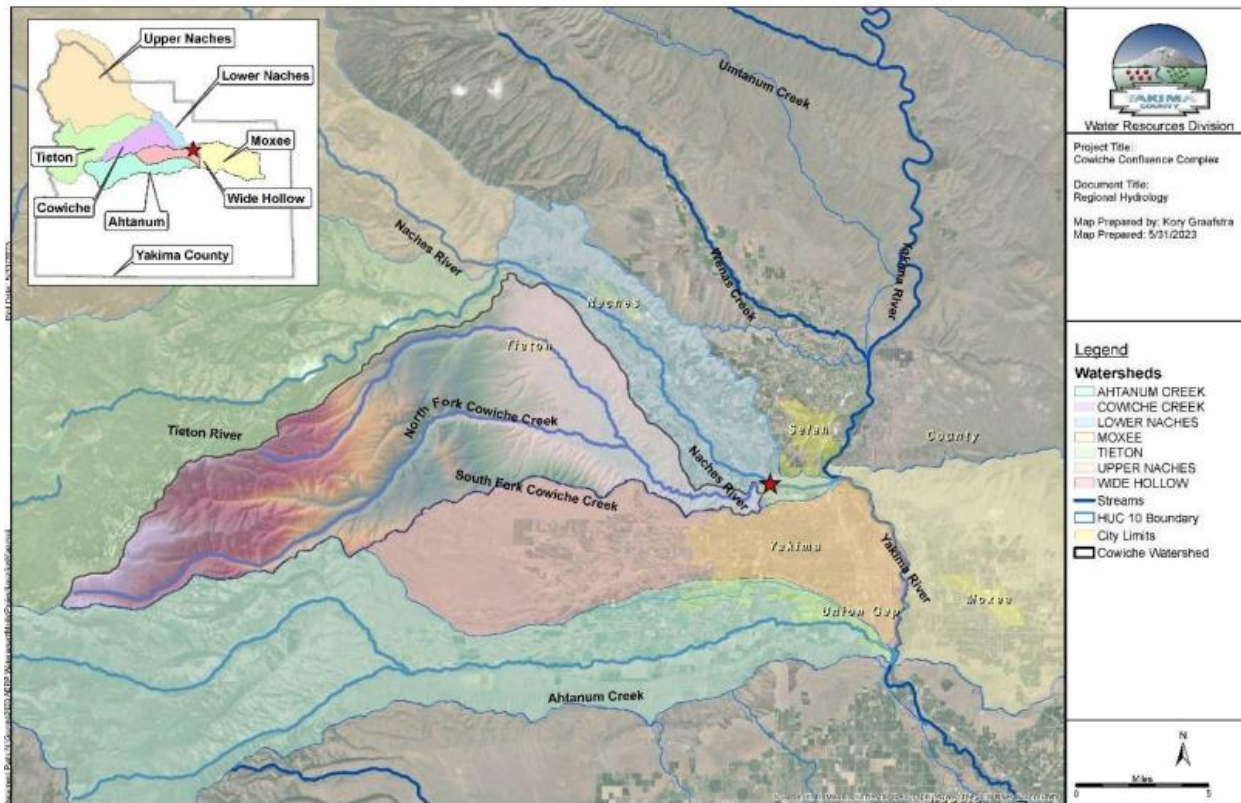 Upper Naches
Lower Naches
Moxee
Tieton
Wide Hollow
Cowiche
Ahtanum
Yakima County
Umtanum Creek
Naches River
Wenas Creek
Yakima River
Naches
Tieton
North Fork Cowiche Creek
Tieton River
Selah
County
Naches River
South Fork Cowiche Creek
Yakima
Yakima River
Moxee
Union Gap
Ahtanum Creek
YAKIMA
COUNTY
Water Resources Division
Project Title:
Cowiche Confluence Complex
Document Title:
Regional Hydrology
Map Prepared by: Kory Graafstra
Map Prepared: 5/31/2023
Legend
Watersheds
AHTANUM CREEK
COWICHE CREEK
LOWER NACHES
MOXEE
TIETON
UPPER NACHES
WIDE HOLLOW
Streams
HUC 10 Boundary
City Limits
Cowiche Watershed
N
Miles
0 5